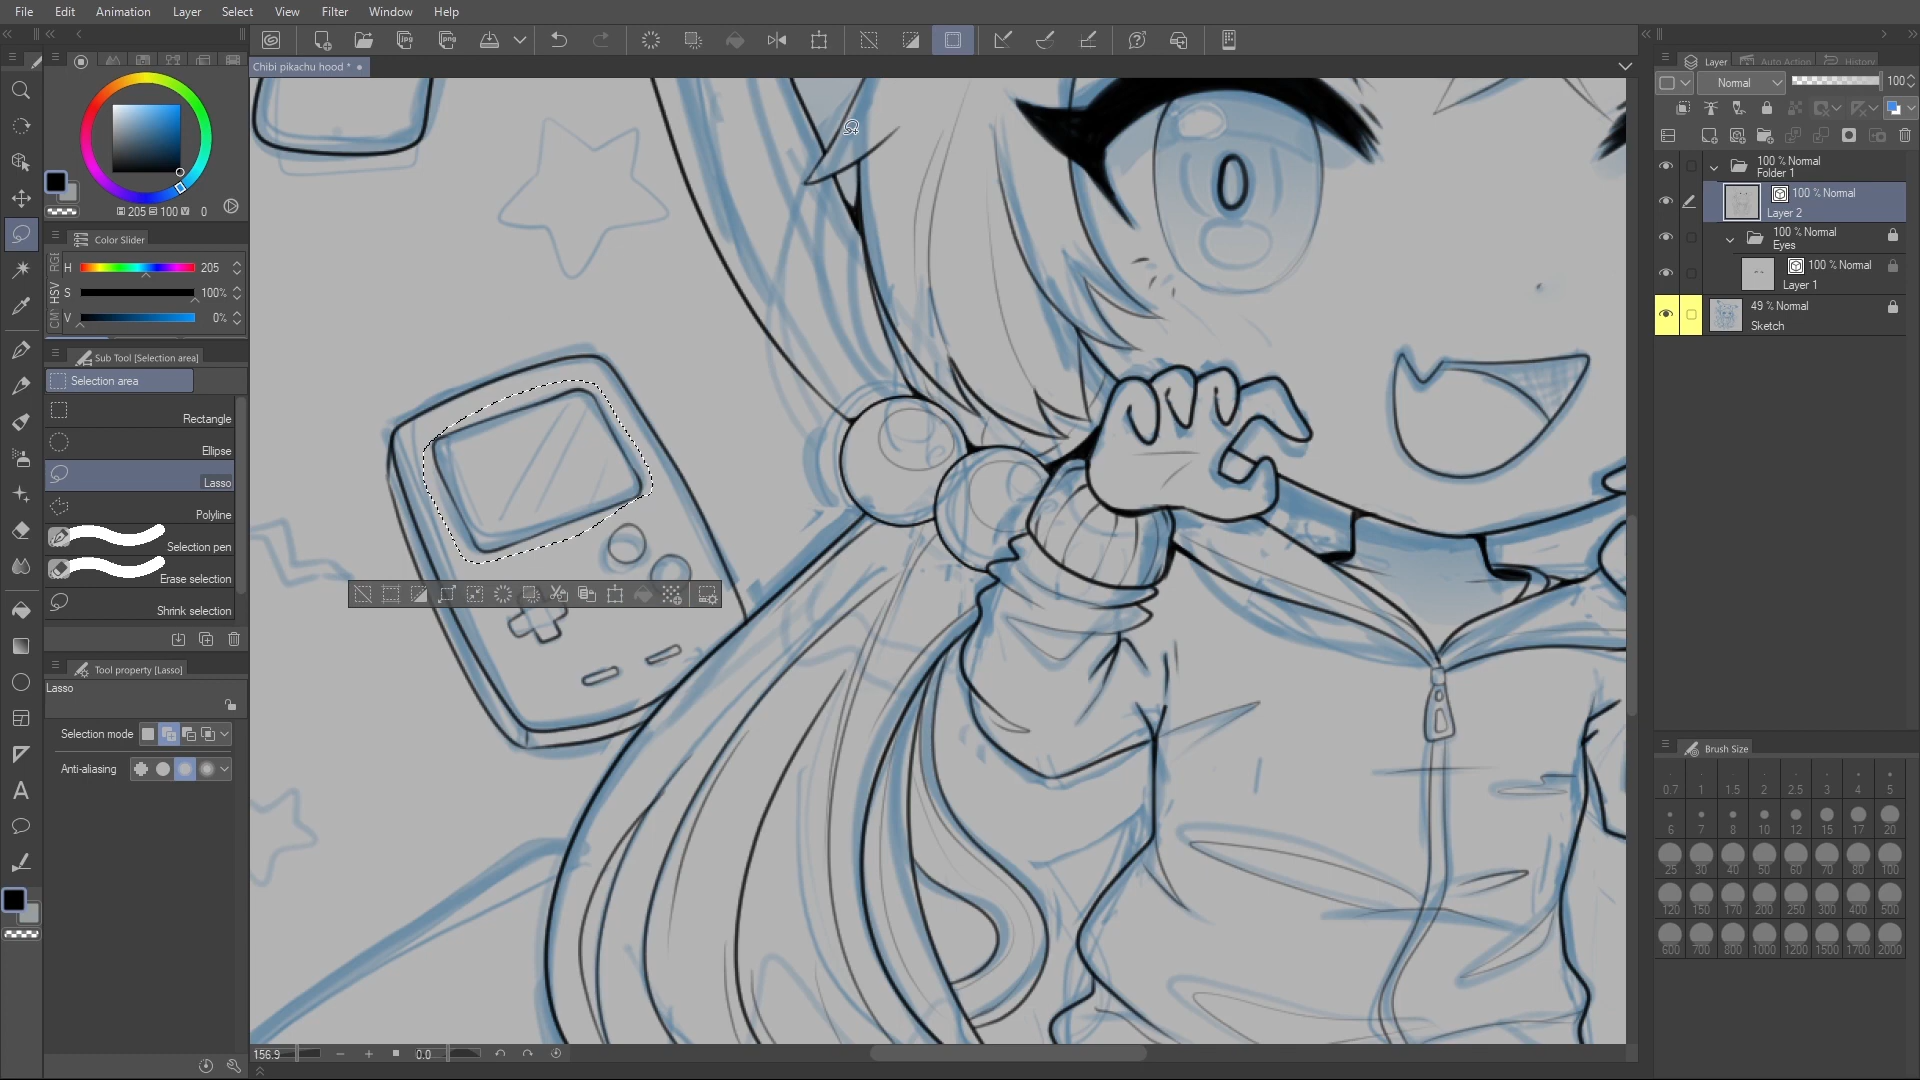 File Edit Animation Layer Select View Filter Window Help
Chibi pikachu hood *
205 100 0
Color Slider
RGB
HSV
H 205
S 100%
V 0%
Sub Tool [Selection area]
Selection area
Rectangle
Ellipse
Lasso
Polyline
Selection pen
Erase selection
Shrink selection
Tool property [Lasso]
Lasso
Selection mode
Anti-aliasing
A
156.9 0.0
Layer Auto Action History
Normal 100
100 % Normal
Folder 1
100 % Normal
Layer 2
100 % Normal
Eyes
100 % Normal
Layer 1
49 % Normal
Sketch
Brush Size
0.7 1 1.5 2 2.5 3 4 5
6 7 8 10 12 15 17 20
25 30 40 50 60 70 80 100
120 150 170 200 250 300 400 500
600 700 800 1000 1200 1500 1700 2000